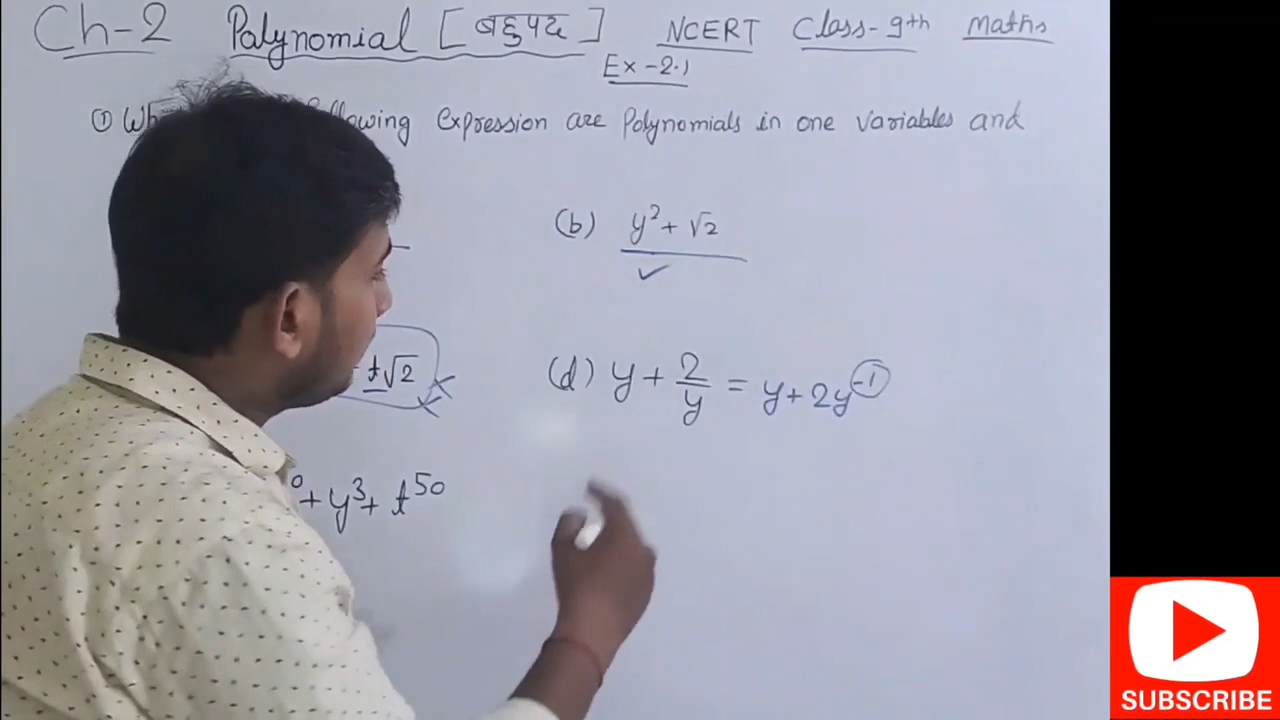 Ch-2 Polynomial [बहुपद] NCERT Class-9th Maths
Ex-2.1
① following expression are Polynomials in one variables and
(b) y² + √2
✓
t√2
(d) y + 2/y = y + 2y⁻¹
+ y³ + t⁵⁰
SUBSCRIBE